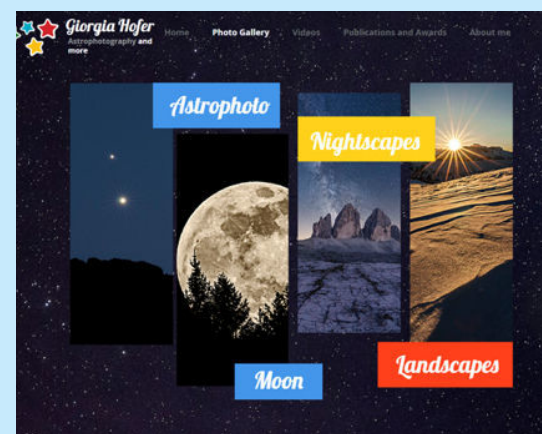 Giorgia Hofer
Astrophotography and
more
Home Photo Gallery Videos Publications and Awards About me
Astrophoto
Nightscapes
Landscapes
Moon